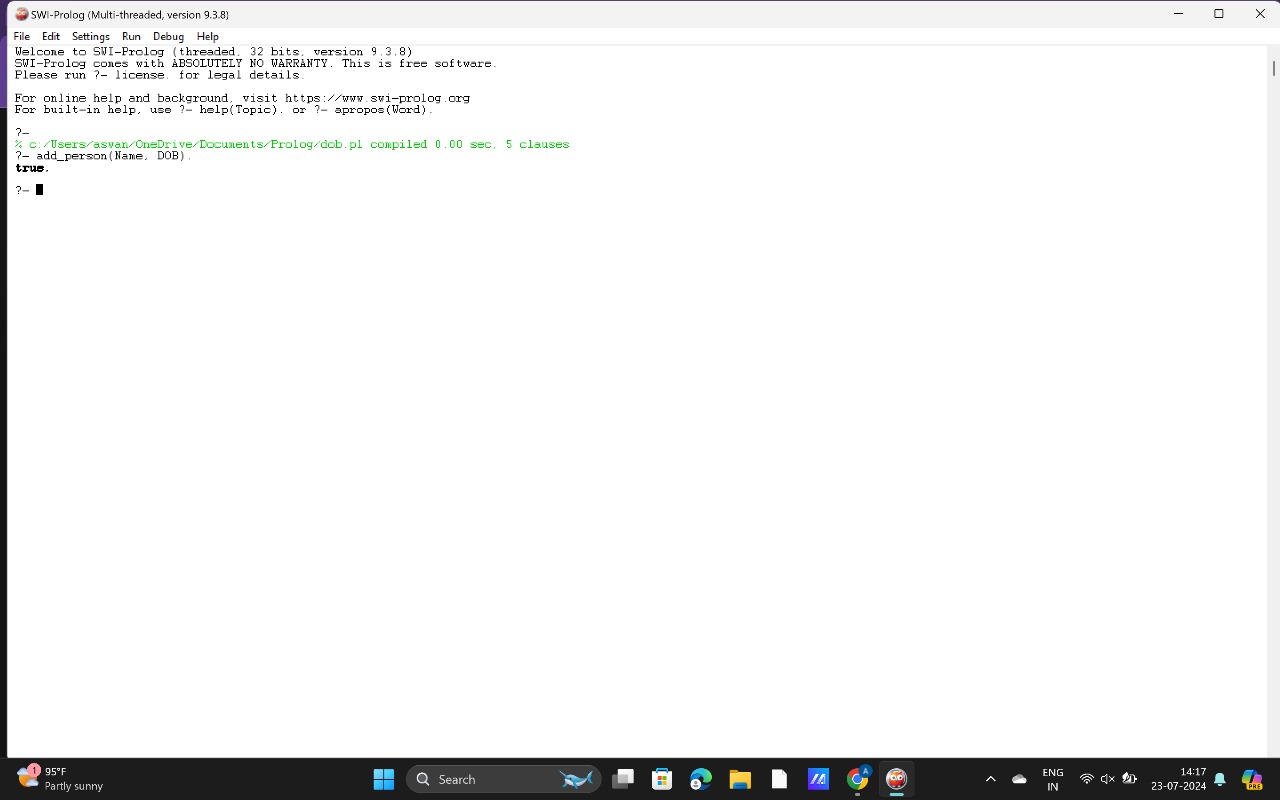 SWI-Prolog (Multi-threaded, version 9.3.8)
File Edit Settings Run Debug Help
Welcome to SWI-Prolog (threaded, 32 bits, version 9.3.8)
SWI-Prolog comes with ABSOLUTELY NO WARRANTY. This is free software.
Please run ?- license. for legal details.
For online help and background, visit https://www.swi-prolog.org
For built-in help, use ?- help(Topic). or ?- apropos(Word).
?-
% c:/Users/asvan/OneDrive/Documents/Prolog/dob.pl compiled 0.00 sec, 5 clauses
?- add_person(Name, DOB).
true.
?-
1
95°F
Partly sunny
Search
A
ENG
IN
14:17
23-07-2024
PRE